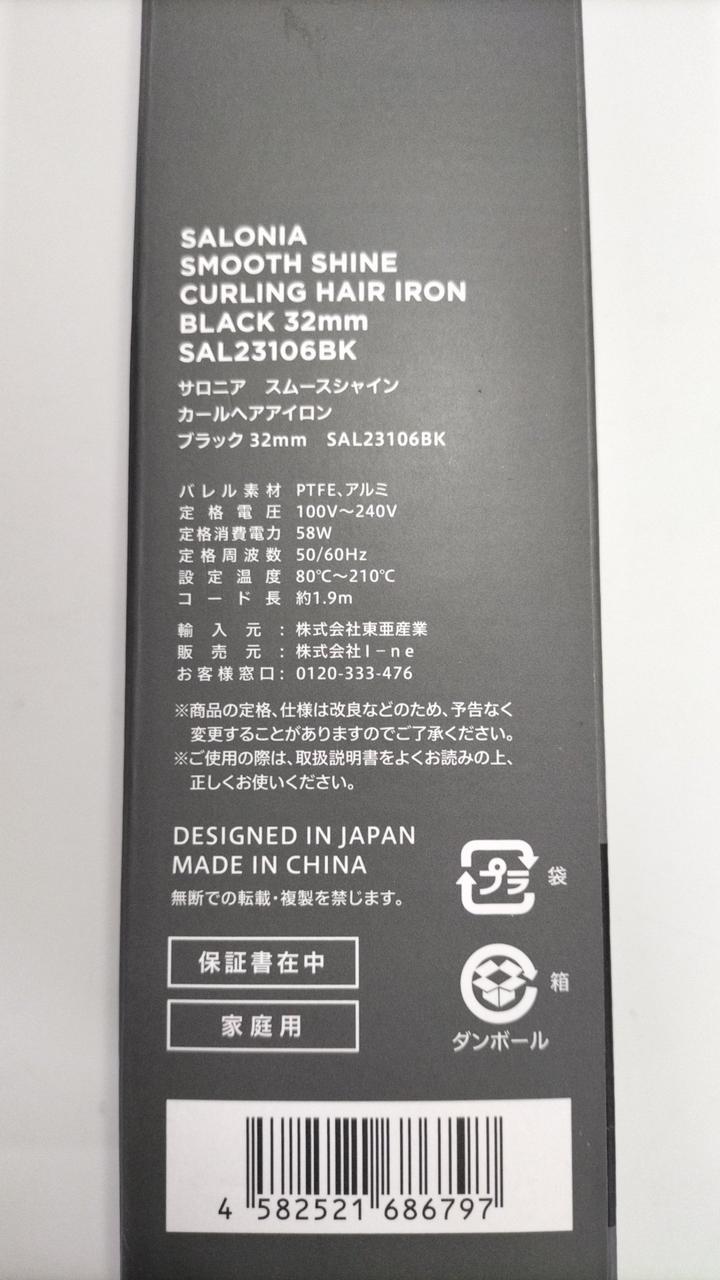 SALONIA
SMOOTH SHINE
CURLING HAIR IRON
BLACK 32mm
SAL23106BK
サロニア　スムースシャイン
カールヘアアイロン
ブラック 32mm　SAL23106BK
バレル素材 PTFE、アルミ
定格電圧 100V～240V
定格消費電力 58W
定格周波数 50/60Hz
設定温度 80℃～210℃
コード長 約1.9m
輸入元：株式会社東亜産業
販売元：株式会社I-ne
お客様窓口：0120-333-476
※商品の定格、仕様は改良などのため、予告なく
変更することがありますのでご了承ください。
※ご使用の際は、取扱説明書をよくお読みの上、
正しくお使いください。
DESIGNED IN JAPAN
MADE IN CHINA
無断での転載・複製を禁じます。
プラ 袋
保証書在中
箱
家庭用
ダンボール
4 582521 686797